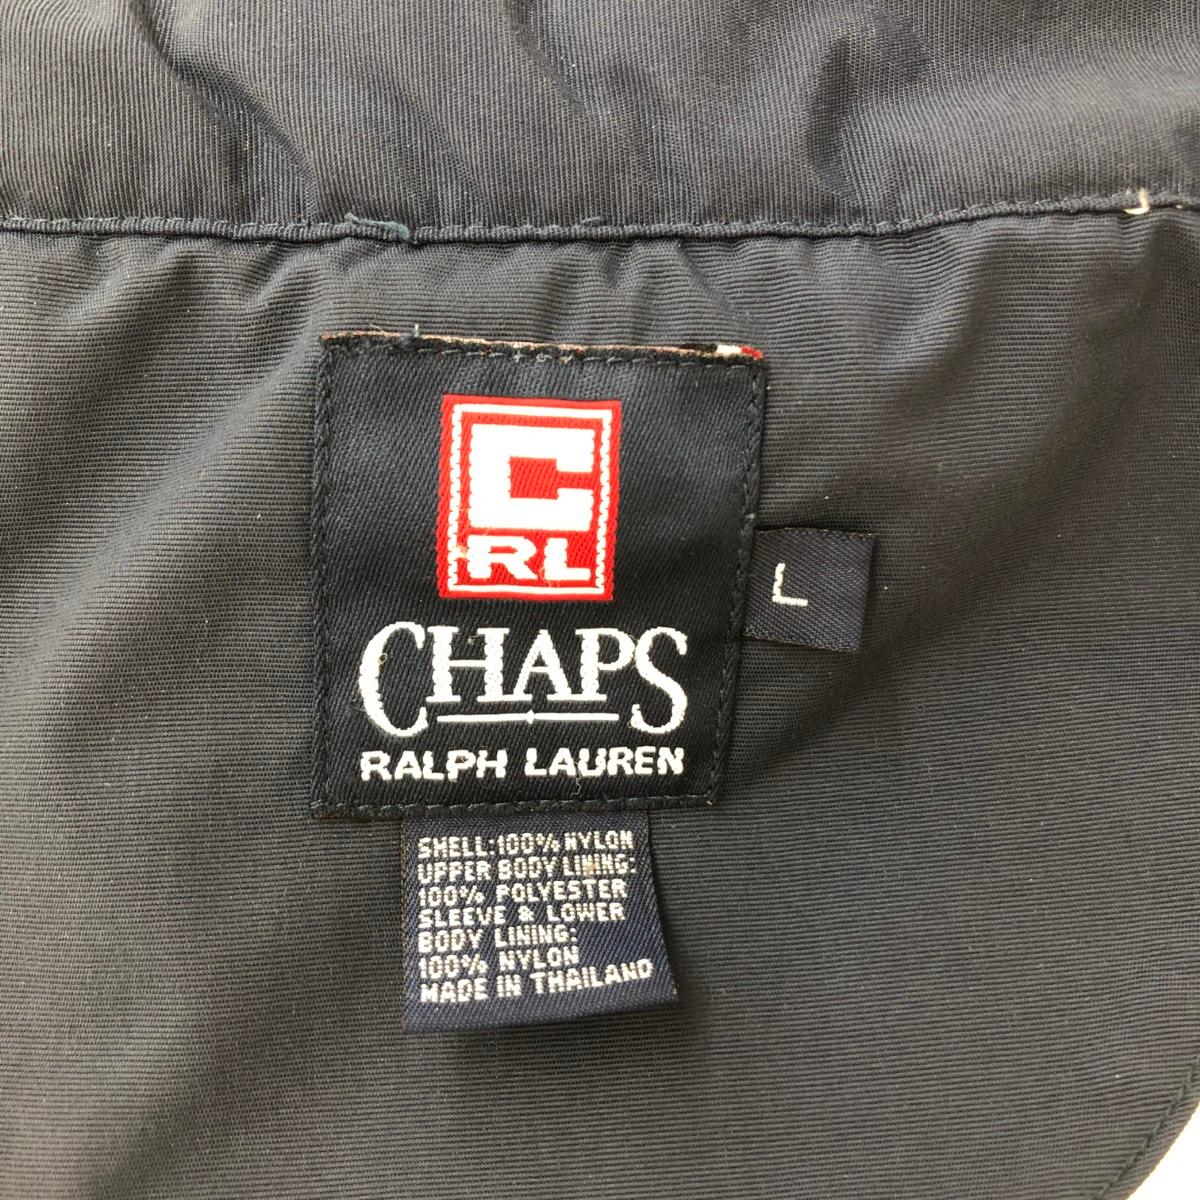 C
RL
CHAPS
RALPH LAUREN
L
SHELL:100% NYLON
UPPER BODY LINING:
100% POLYESTER
SLEEVE & LOWER
BODY LINING:
100% NYLON
MADE IN THAILAND